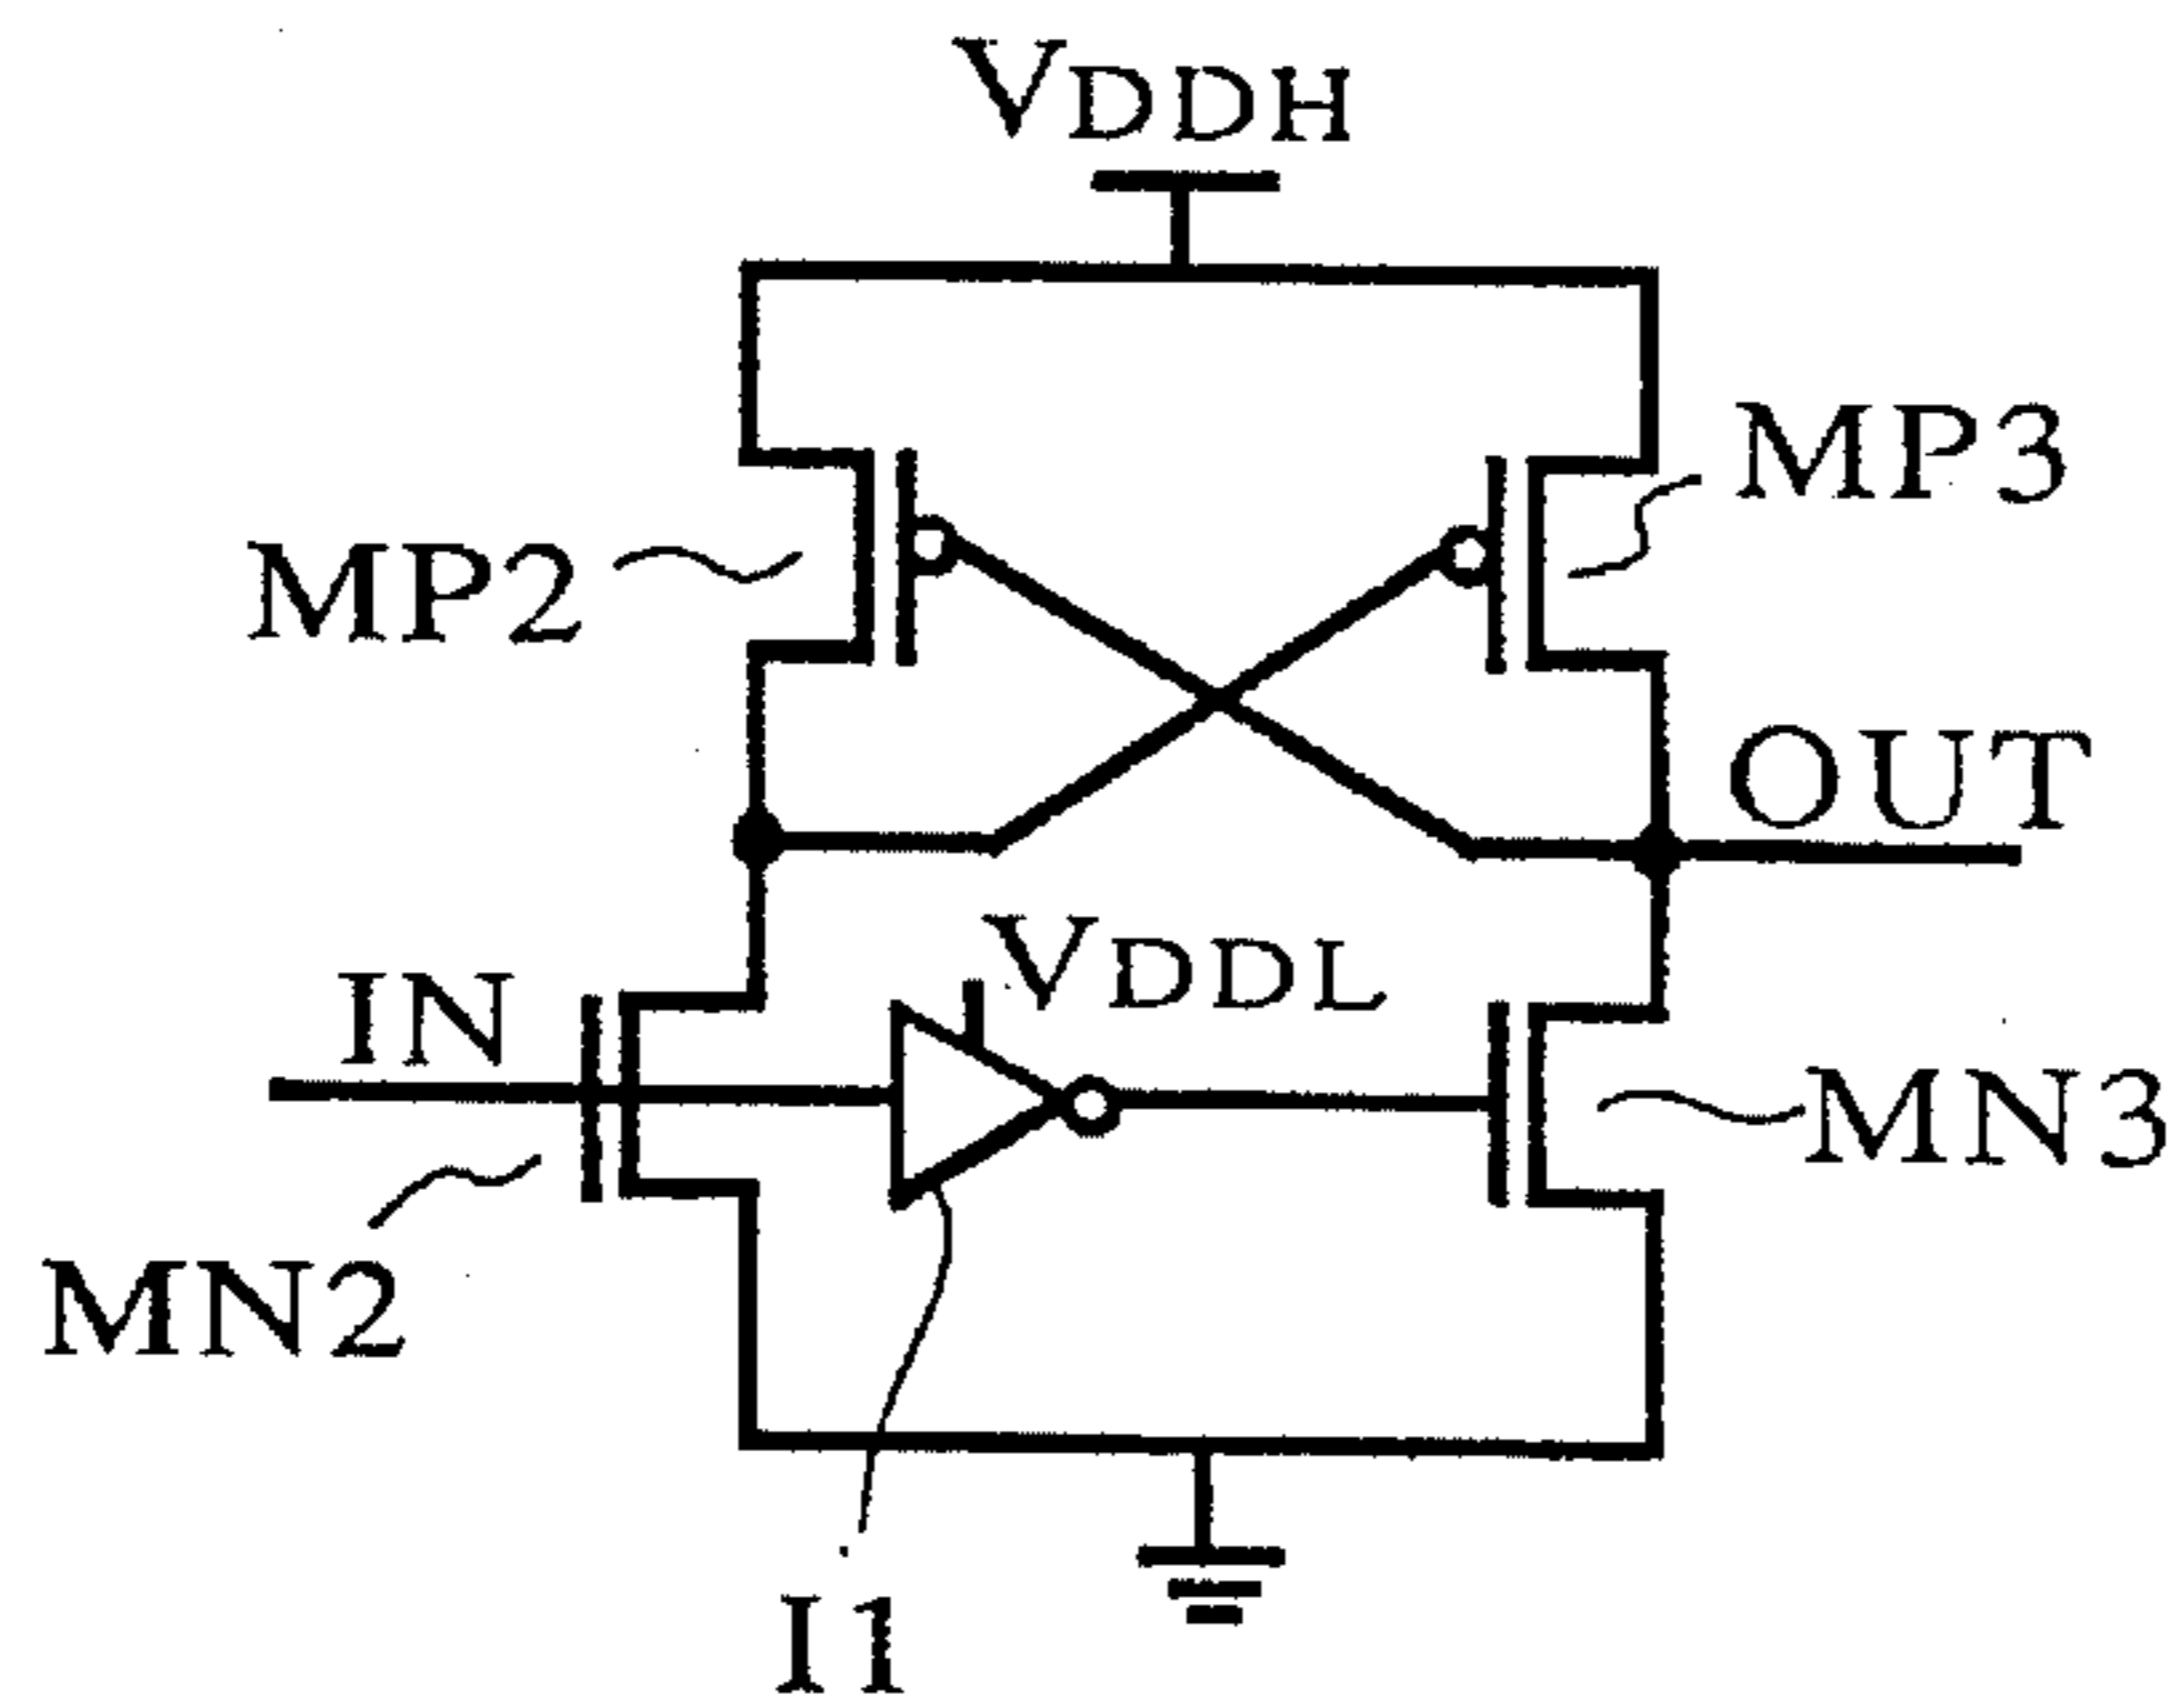 VDDH
MP3
MP2
OUT
VDDL
IN
MN3
MN2
I1